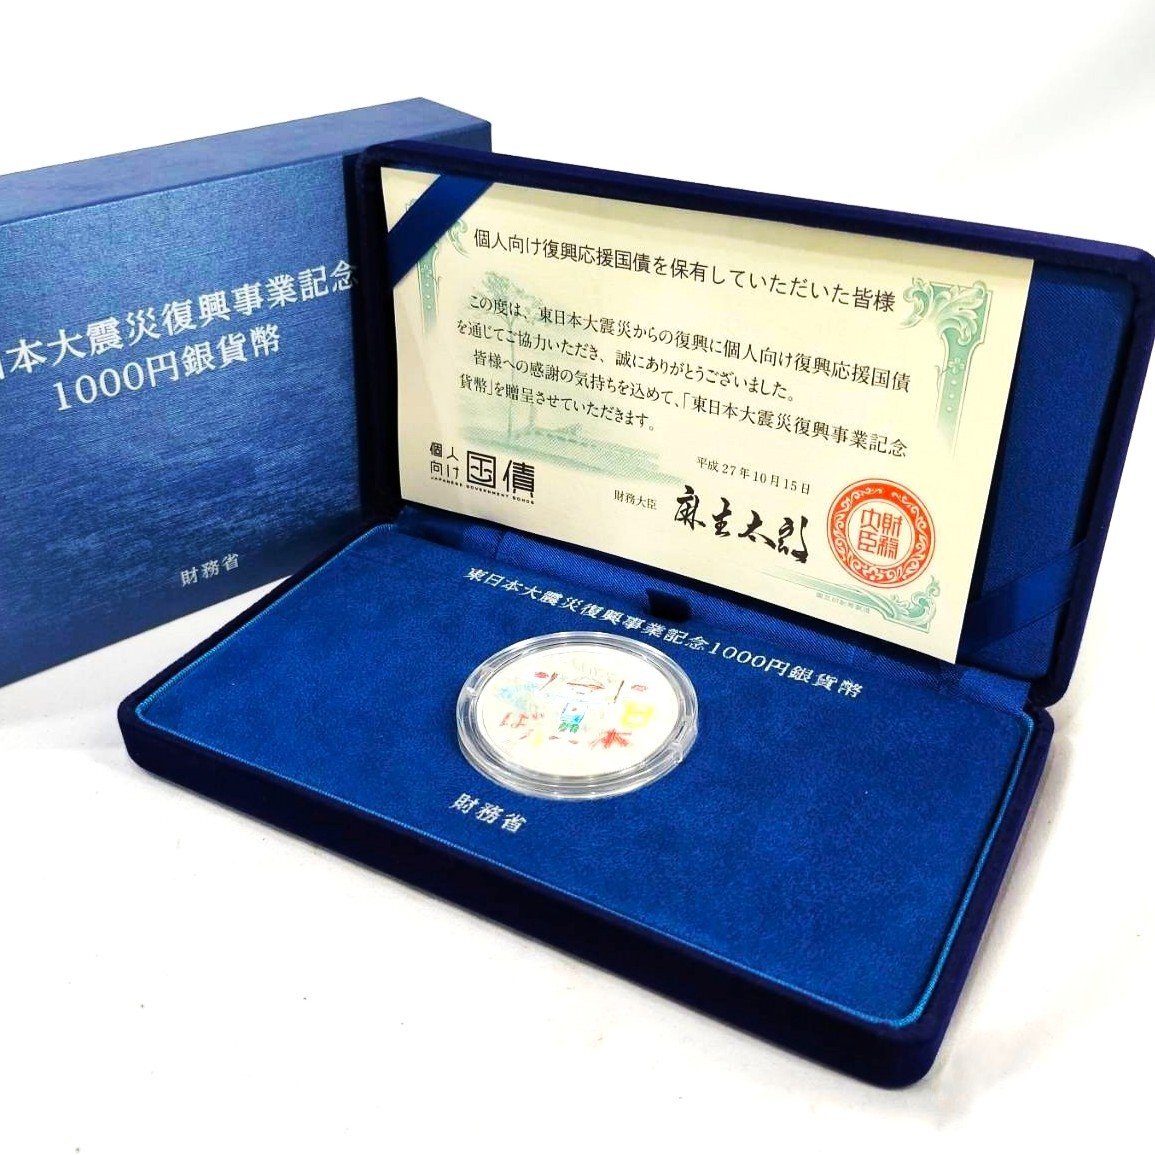 日本大震災復興事業記念
1000円銀貨幣
財務省
個人向け復興応援国債を保有していただいた皆様
この度は、東日本大震災からの復興に個人向け復興応援国債
を通じてご協力いただき、誠にありがとうございました。
皆様への感謝の気持ちを込めて、「東日本大震災復興事業記念
貨幣」を贈呈させていただきます。
個人
向け国債
JAPANESE GOVERNMENT BONDS
平成27年10月15日
財務大臣 麻生太郎
財務
大臣
東日本大震災復興事業記念1000円銀貨幣
日本
財務省